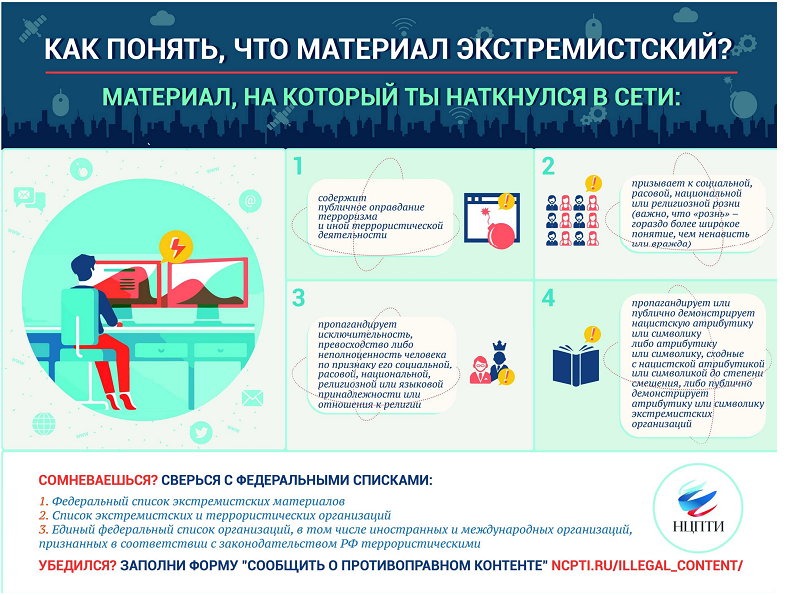 КАК ПОНЯТЬ, ЧТО МАТЕРИАЛ ЭКСТРЕМИСТСКИЙ?
МАТЕРИАЛ, НА КОТОРЫЙ ТЫ НАТКНУЛСЯ В СЕТИ:
1
содержит
публичное оправдание
терроризма
и иной террористической
деятельности
2
призывает к социальной,
расовой, национальной
или религиозной розни
(важно, что «рознь» –
гораздо более широкое
понятие, чем ненависть
или вражда)
3
пропагандирует
исключительность,
превосходство либо
неполноценность человека
по признаку его социальной,
расовой, национальной,
религиозной или языковой
принадлежности или
отношения к религии
4
пропагандирует или
публично демонстрирует
нацистскую атрибутику
или символику
либо атрибутику
или символику, сходные
с нацистской атрибутикой
или символикой до степени
смешения, либо публично
демонстрирует
атрибутику или символику
экстремистских
организаций
СОМНЕВАЕШЬСЯ? СВЕРЬСЯ С ФЕДЕРАЛЬНЫМИ СПИСКАМИ:
1. Федеральный список экстремистских материалов
2. Список экстремистских и террористических организаций
3. Единый федеральный список организаций, в том числе иностранных и международных организаций,
признанных в соответствии с законодательством РФ террористическими
УБЕДИЛСЯ? ЗАПОЛНИ ФОРМУ "СООБЩИТЬ О ПРОТИВОПРАВНОМ КОНТЕНТЕ" NCPTI.RU/ILLEGAL_CONTENT/
НЦПТИ